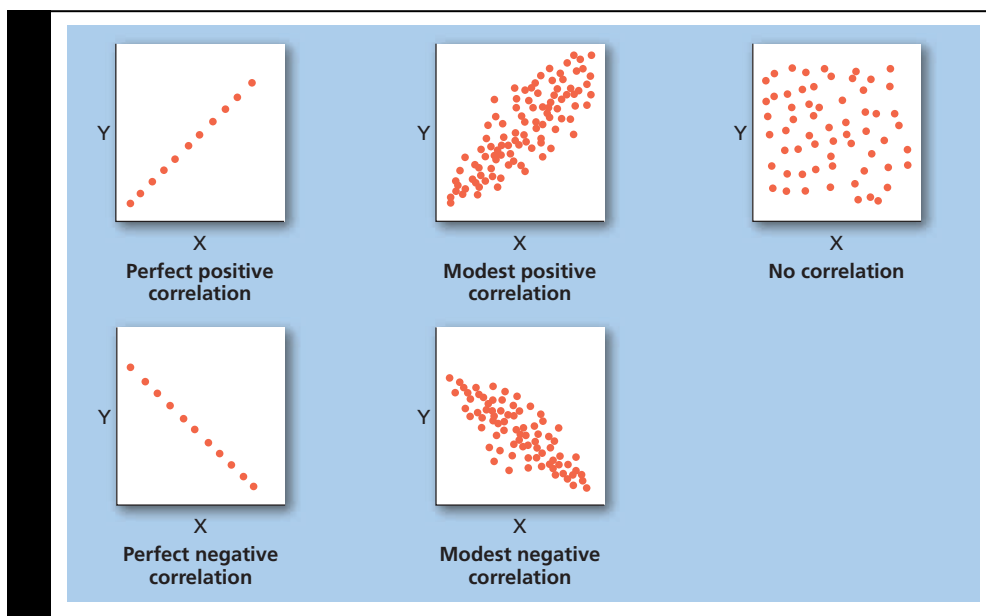 Y
X
Perfect positive
correlation
Y
X
Modest positive
correlation
Y
X
No correlation
Y
X
Perfect negative
correlation
Y
X
Modest negative
correlation